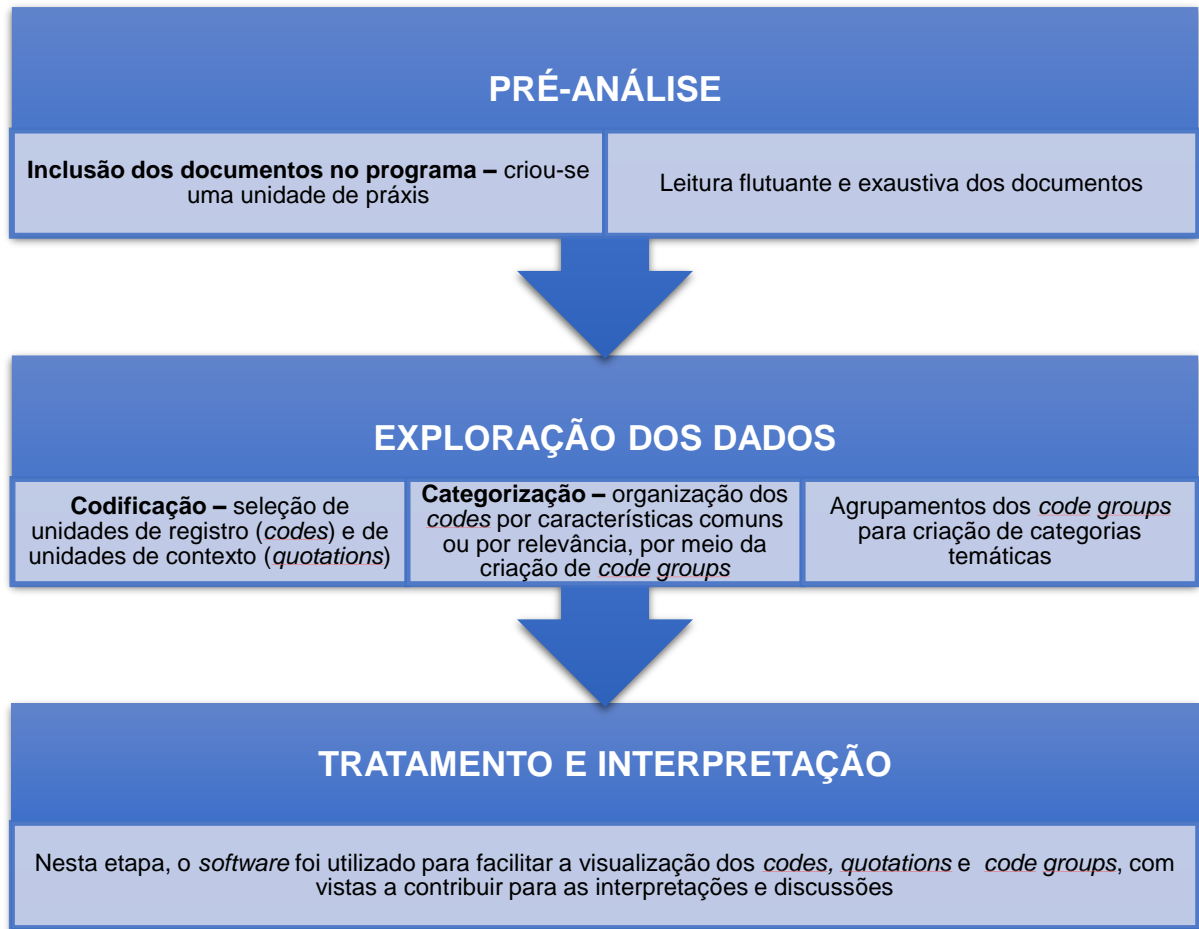 PRÉ-ANÁLISE
Inclusão dos documentos no programa – criou-se
uma unidade de práxis
Leitura flutuante e exaustiva dos documentos
EXPLORAÇÃO DOS DADOS
Codificação – seleção de
unidades de registro (codes) e de
unidades de contexto (quotations)
Categorização – organização dos
codes por características comuns
ou por relevância, por meio da
criação de code groups
Agrupamentos dos code groups
para criação de categorias
temáticas
TRATAMENTO E INTERPRETAÇÃO
Nesta etapa, o software foi utilizado para facilitar a visualização dos codes, quotations e code groups, com
vistas a contribuir para as interpretações e discussões